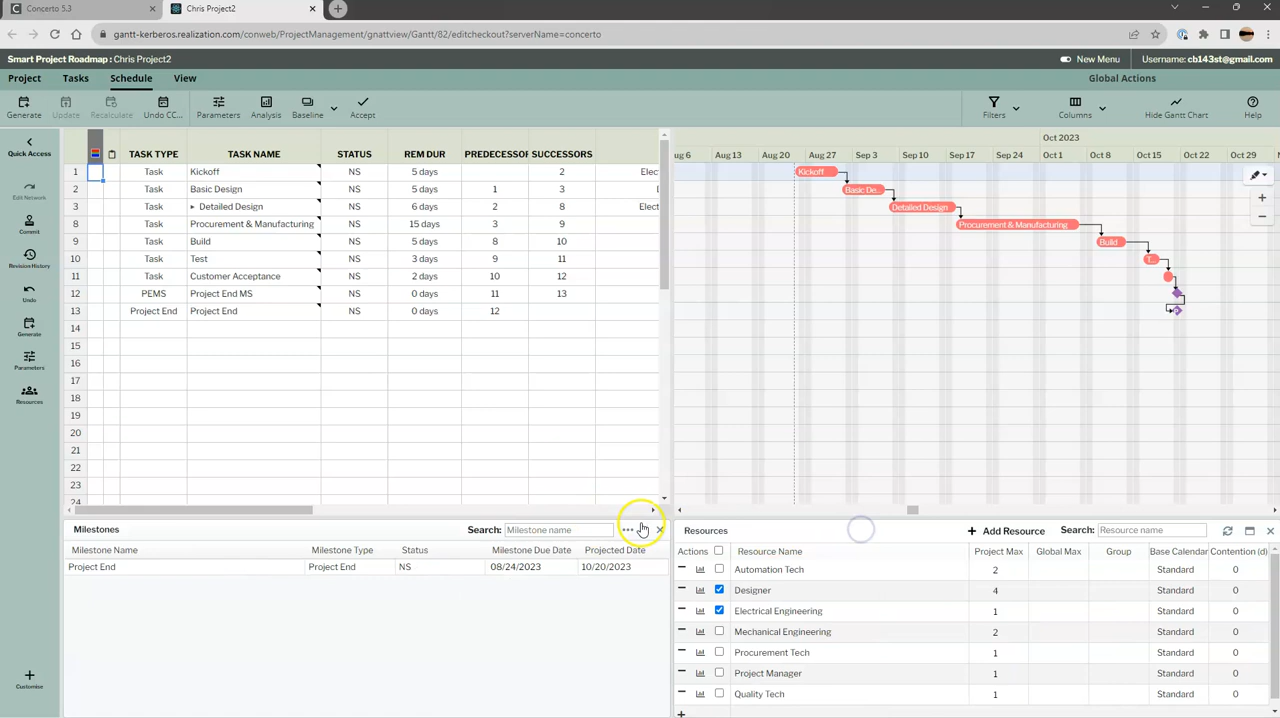 Concerto 5.3
Chris Project2
gantt-kerberos.realization.com/conweb/ProjectManagement/gnattview/Gantt/82/editcheckout?serverName=concerto
Smart Project Roadmap: Chris Project2
New Menu
Username: cb143st@gmail.com
Project Tasks Schedule View
Global Actions
Generate Update Recalculate Undo CC... Parameters Analysis Baseline Accept
Filters Columns Hide Gantt Chart Help
Quick Access
Edit Network
Commit
Revision History
Undo
Generate
Parameters
Resources
Customise
TASK TYPE TASK NAME STATUS REM DUR PREDECESSOR SUCCESSORS
1 Task Kickoff NS 5 days 2 Elect
2 Task Basic Design NS 5 days 1 3
3 Task Detailed Design NS 6 days 2 8 Elect
8 Task Procurement & Manufacturing NS 15 days 3 9
9 Task Build NS 5 days 8 10
10 Task Test NS 3 days 9 11
11 Task Customer Acceptance NS 2 days 10 12
12 PEMS Project End MS NS 0 days 11 13
13 Project End Project End NS 0 days 12
14
15
16
17
18
19
20
21
22
23
24
Oct 2023
ug 6 Aug 13 Aug 20 Aug 27 Sep 3 Sep 10 Sep 17 Sep 24 Oct 1 Oct 8 Oct 15 Oct 22 Oct 29 Nov
Kickoff
Basic De...
Detailed Design
Procurement & Manufacturing
Build
T...
Milestones
Search: Milestone name
Milestone Name Milestone Type Status Milestone Due Date Projected Date
Project End Project End NS 08/24/2023 10/20/2023
Resources
+ Add Resource Search: Resource name
Actions Resource Name Project Max Global Max Group Base Calendar Contention (d)
Automation Tech 2 Standard 0
Designer 4 Standard 0
Electrical Engineering 1 Standard 0
Mechanical Engineering 2 Standard 0
Procurement Tech 1 Standard 0
Project Manager 1 Standard 0
Quality Tech 1 Standard 0